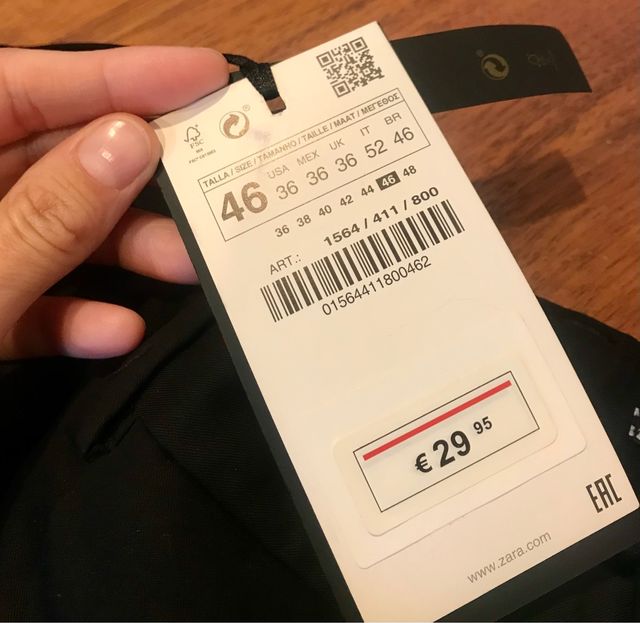 FSC
®
TALLA / SIZE / TAMANHO / TAILLE / MAAT / ΜΕΓΕΘΟΣ
46
USA MEX UK IT BR
36 36 36 52 46
36 38 40 42 44 46 48
ART.: 1564 / 411 / 800
01564411800462
€ 29 95
EAC
www.zara.com